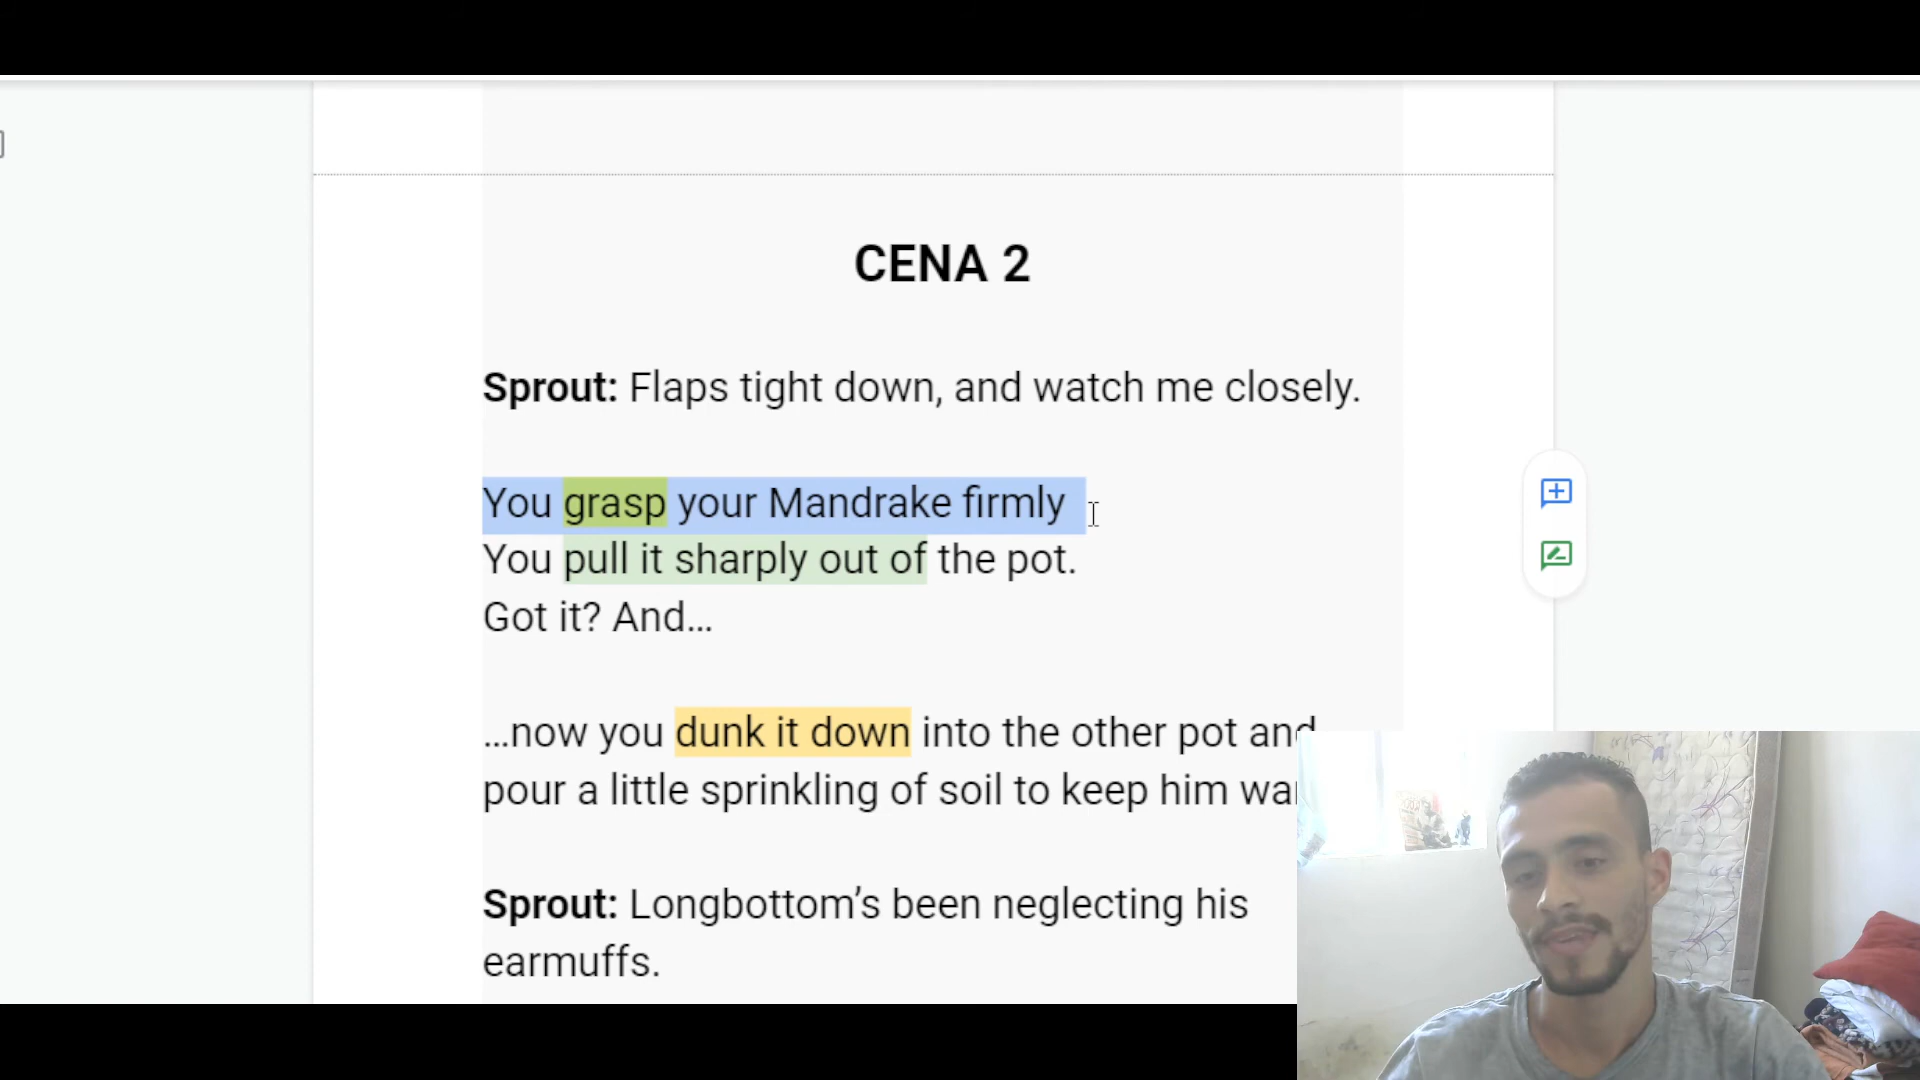 CENA 2
Sprout: Flaps tight down, and watch me closely.
You grasp your Mandrake firmly
You pull it sharply out of the pot.
Got it? And...
...now you dunk it down into the other pot and
pour a little sprinkling of soil to keep him
Sprout: Longbottom’s been neglecting his
earmuffs.